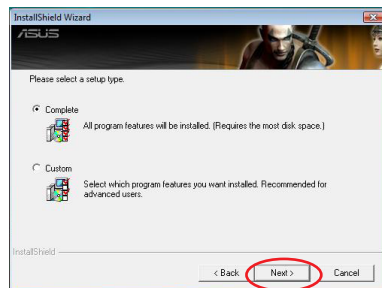 InstallShield Wizard
ASUS
Please select a setup type.
Complete
All program features will be installed. (Requires the most disk space.)
Custom
Select which program features you want installed. Recommended for
advanced users.
InstallShield
< Back
Next >
Cancel